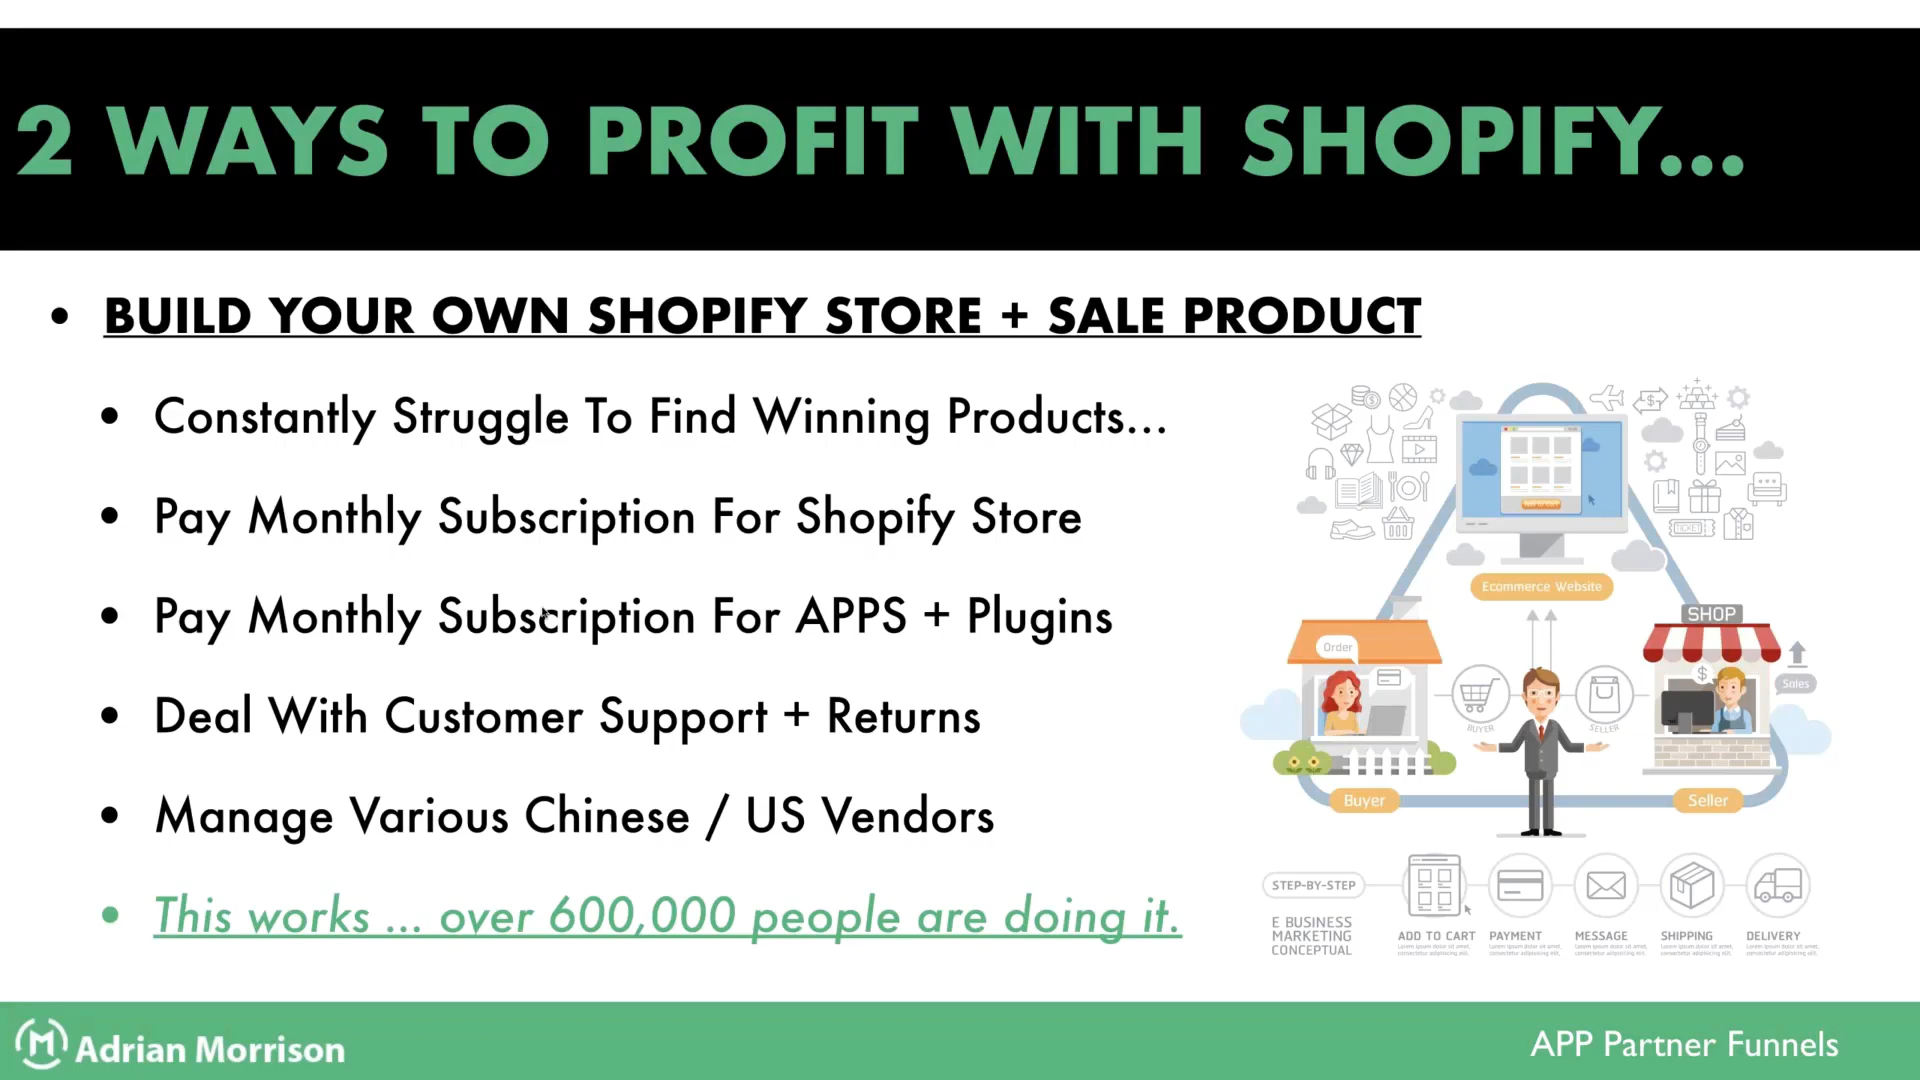 2 WAYS TO PROFIT WITH SHOPIFY...
• BUILD YOUR OWN SHOPIFY STORE + SALE PRODUCT
• Constantly Struggle To Find Winning Products...
• Pay Monthly Subscription For Shopify Store
• Pay Monthly Subscription For APPS + Plugins
• Deal With Customer Support + Returns
• Manage Various Chinese / US Vendors
• This works ... over 600,000 people are doing it.
TICKET
Ecommerce Website
SHOP
Order
$
Sales
BUYER
SELLER
Buyer
Seller
STEP-BY-STEP
E BUSINESS
MARKETING
CONCEPTUAL
ADD TO CART
PAYMENT
MESSAGE
SHIPPING
DELIVERY
Adrian Morrison
APP Partner Funnels